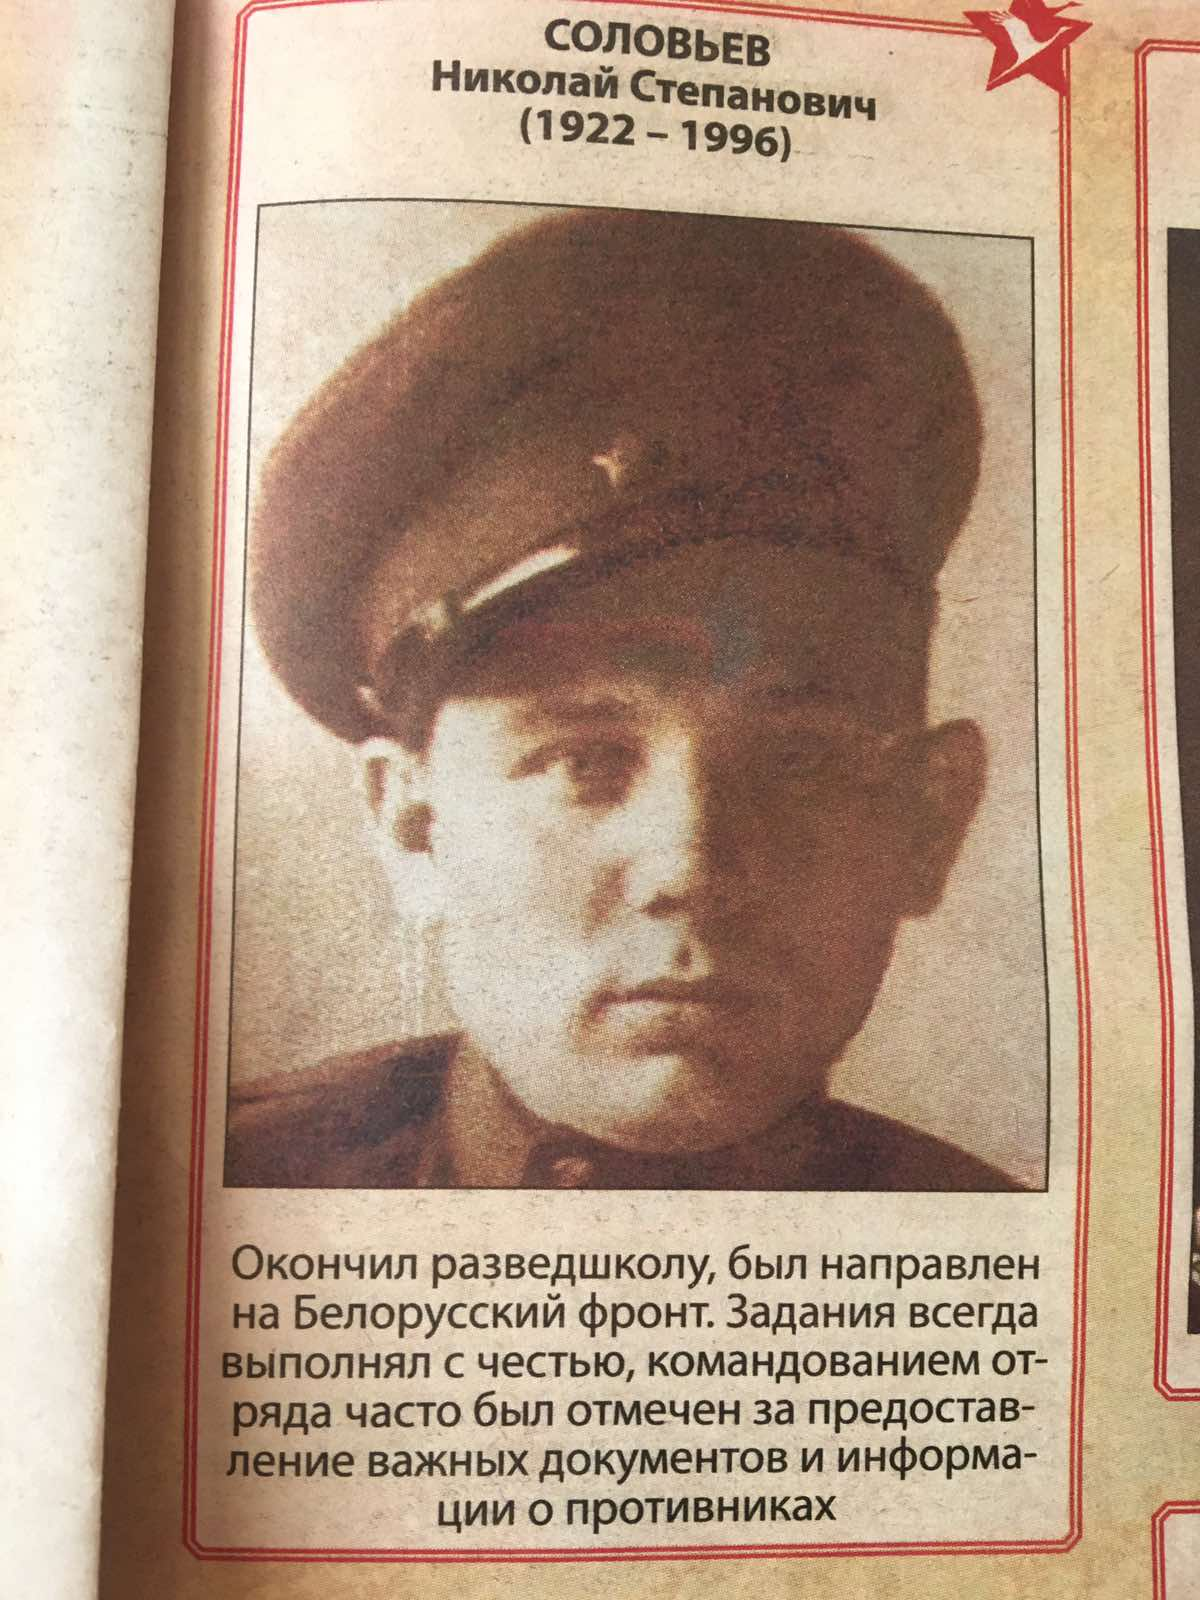 СОЛОВЬЕВ
Николай Степанович
(1922 – 1996)
Окончил разведшколу, был направлен
на Белорусский фронт. Задания всегда
выполнял с честью, командованием от-
ряда часто был отмечен за предостав-
ление важных документов и информа-
ции о противниках